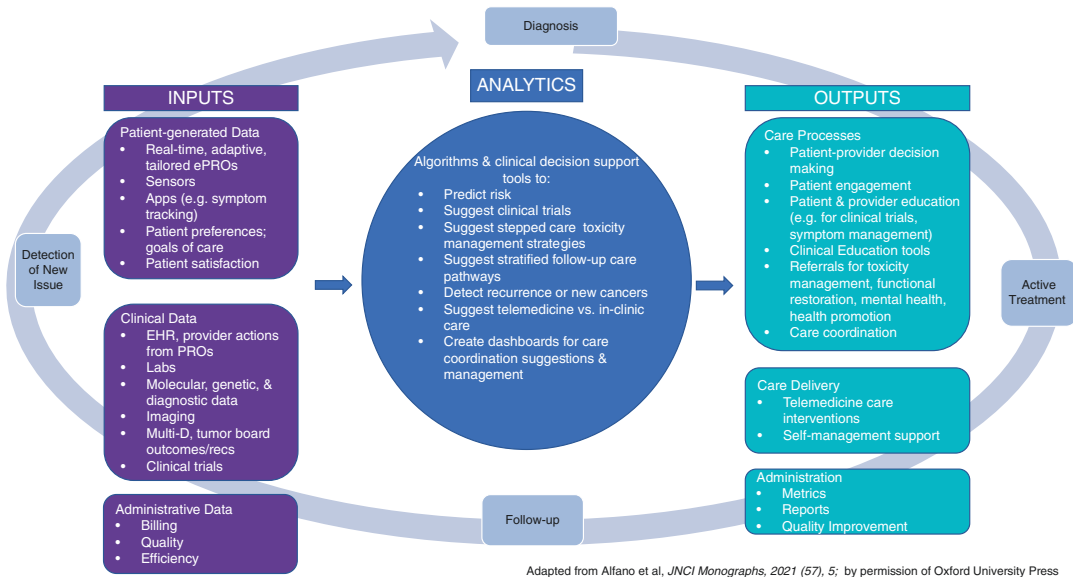 Diagnosis
INPUTS
Patient-generated Data
• Real-time, adaptive,
tailored ePROs
• Sensors
• Apps (e.g. symptom
tracking)
• Patient preferences;
goals of care
• Patient satisfaction
Detection
of New
Issue
Clinical Data
• EHR, provider actions
from PROs
• Labs
• Molecular, genetic, &
diagnostic data
• Imaging
• Multi-D, tumor board
outcomes/recs
• Clinical trials
Administrative Data
• Billing
• Quality
• Efficiency
ANALYTICS
Algorithms & clinical decision support
tools to:
• Predict risk
• Suggest clinical trials
• Suggest stepped care toxicity
management strategies
• Suggest stratified follow-up care
pathways
• Detect recurrence or new cancers
• Suggest telemedicine vs. in-clinic
care
• Create dashboards for care
coordination suggestions &
management
Follow-up
OUTPUTS
Care Processes
• Patient-provider decision
making
• Patient engagement
• Patient & provider education
(e.g. for clinical trials,
symptom management)
• Clinical Education tools
• Referrals for toxicity
management, functional
restoration, mental health,
health promotion
• Care coordination
Active
Treatment
Care Delivery
• Telemedicine care
interventions
• Self-management support
Administration
• Metrics
• Reports
• Quality Improvement
Adapted from Alfano et al, JNCI Monographs, 2021 (57), 5; by permission of Oxford University Press